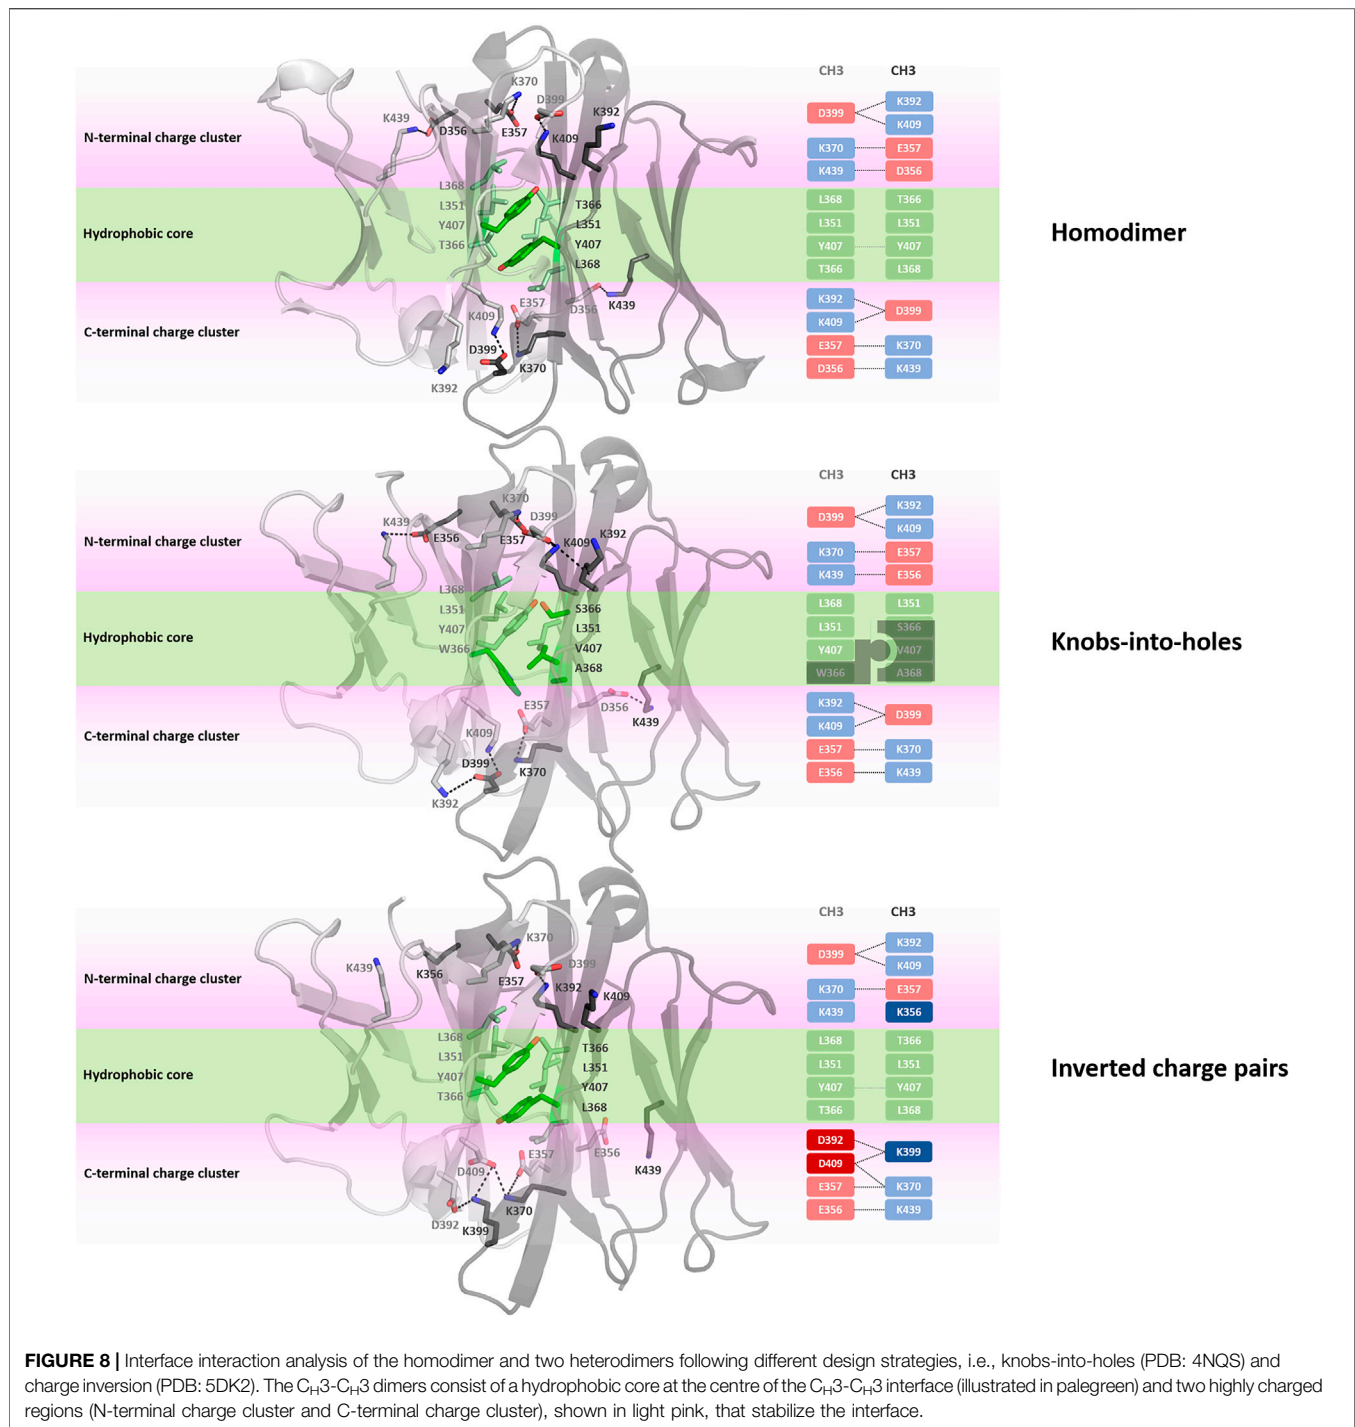 K370
D399
K392
K439
D356
E357
K409
N-terminal charge cluster
L368
L351
Y407
T366
T366
L351
Y407
L368
Hydrophobic core
E357
D356
K439
K409
D399
K370
K392
C-terminal charge cluster
CH3 CH3
D399 K392
K409
K370 E357
K439 D356
L368 T366
L351 L351
Y407 Y407
T366 L368
K392 D399
K409
E357 K370
D356 K439
Homodimer
K370
K439
D399
E356
E357
K409
K392
N-terminal charge cluster
L368
L351
Y407
W366
S366
L351
V407
A368
Hydrophobic core
E357
D356
K439
K409
D399
K370
K392
C-terminal charge cluster
CH3 CH3
D399 K392
K409
K370 E357
K439 E356
L368 L351
L351 S366
Y407 V407
W366 A368
K392 D399
K409
E357 K370
E356 K439
Knobs-into-holes
K370
K439
K356
D399
E357
K392
K409
N-terminal charge cluster
L368
L351
Y407
T366
T366
L351
Y407
L368
Hydrophobic core
E357
E356
K439
D409
D392
K399
K370
C-terminal charge cluster
CH3 CH3
D399 K392
K409
K370 E357
K439 K356
L368 T366
L351 L351
Y407 Y407
T366 L368
D392 K399
D409
E357 K370
E356 K439
Inverted charge pairs
FIGURE 8 | Interface interaction analysis of the homodimer and two heterodimers following different design strategies, i.e., knobs-into-holes (PDB: 4NQS) and
charge inversion (PDB: 5DK2). The CH3-CH3 dimers consist of a hydrophobic core at the centre of the CH3-CH3 interface (illustrated in palegreen) and two highly charged
regions (N-terminal charge cluster and C-terminal charge cluster), shown in light pink, that stabilize the interface.